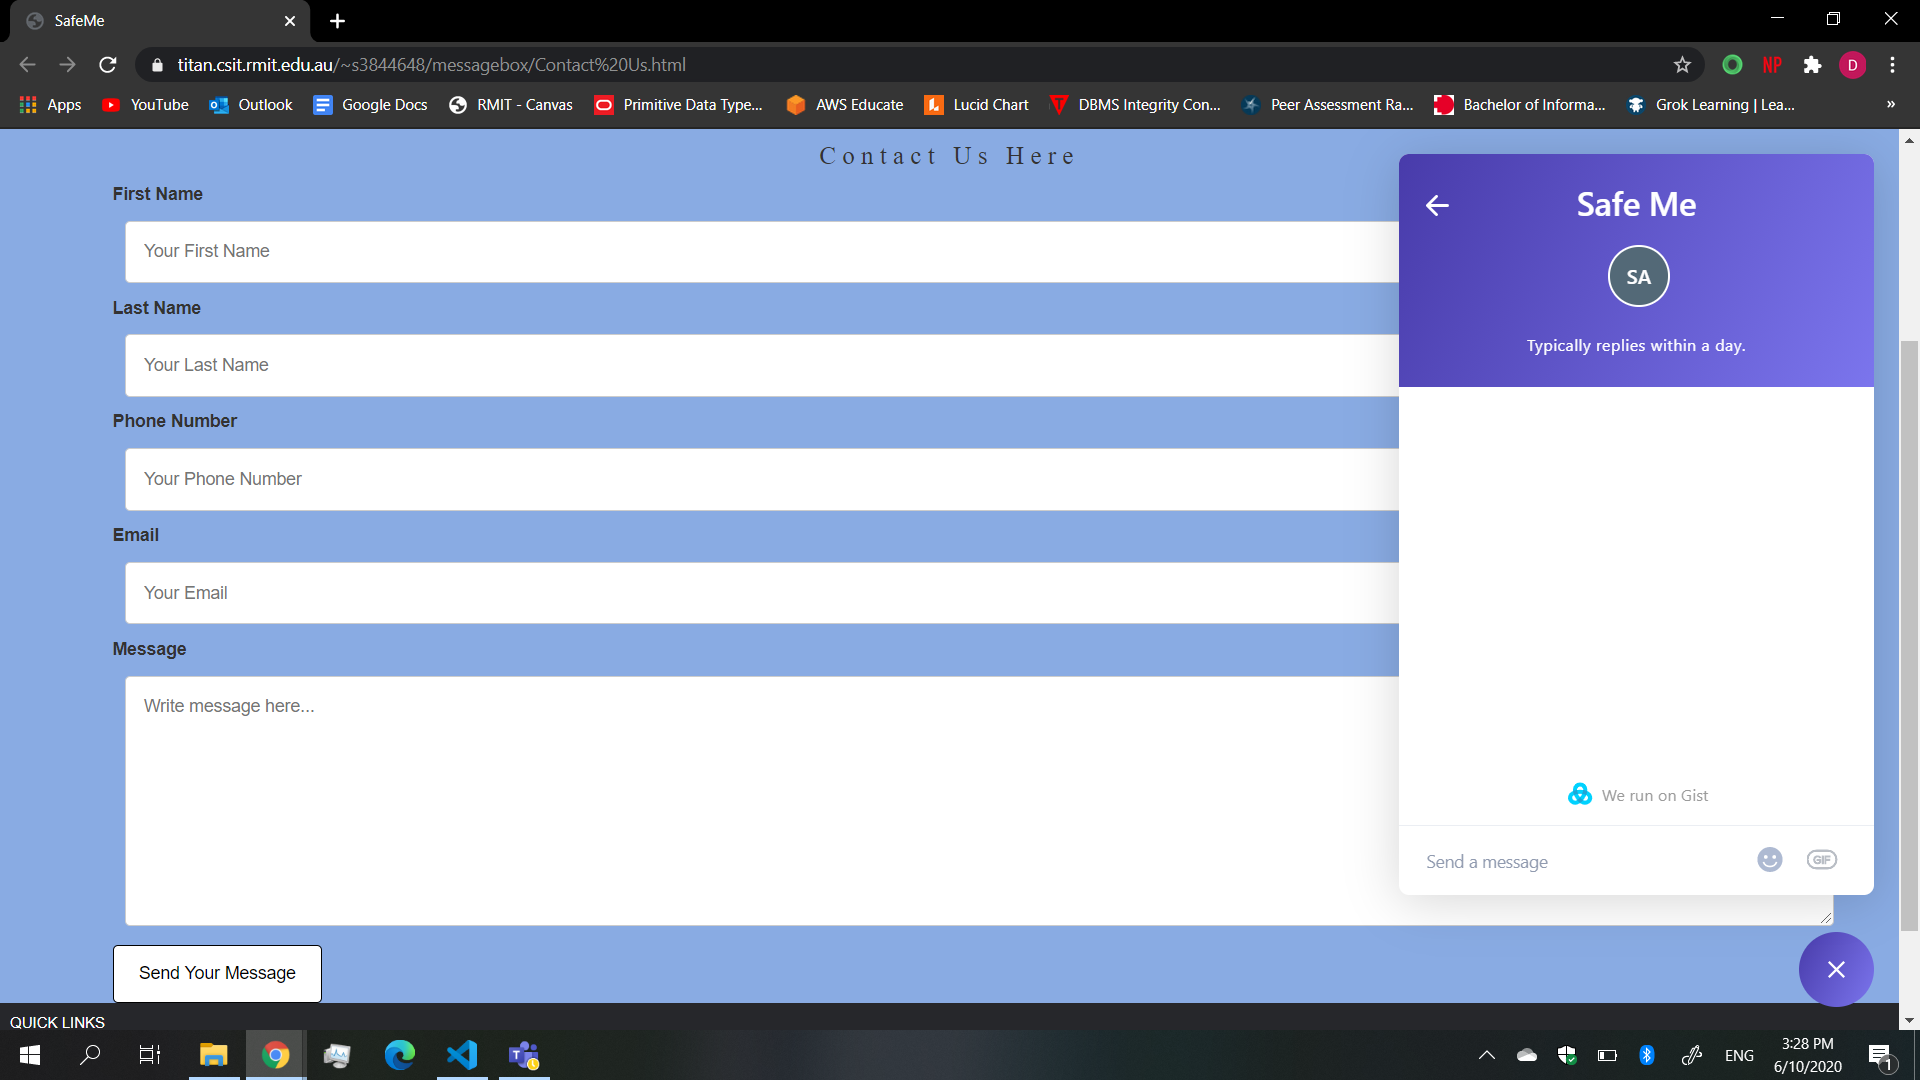 SafeMe
titan.csit.rmit.edu.au/~s3844648/messagebox/Contact%20Us.html
NP
D
Apps
YouTube
Outlook
Google Docs
RMIT - Canvas
Primitive Data Type...
AWS Educate
Lucid Chart
DBMS Integrity Con...
Peer Assessment Ra...
Bachelor of Informa...
Grok Learning | Lea...
»
Contact Us Here
First Name
Your First Name
Last Name
Your Last Name
Phone Number
Your Phone Number
Email
Your Email
Message
Write message here...
Send Your Message
QUICK LINKS
Safe Me
SA
Typically replies within a day.
We run on Gist
Send a message
GIF
ENG
3:28 PM
6/10/2020
1